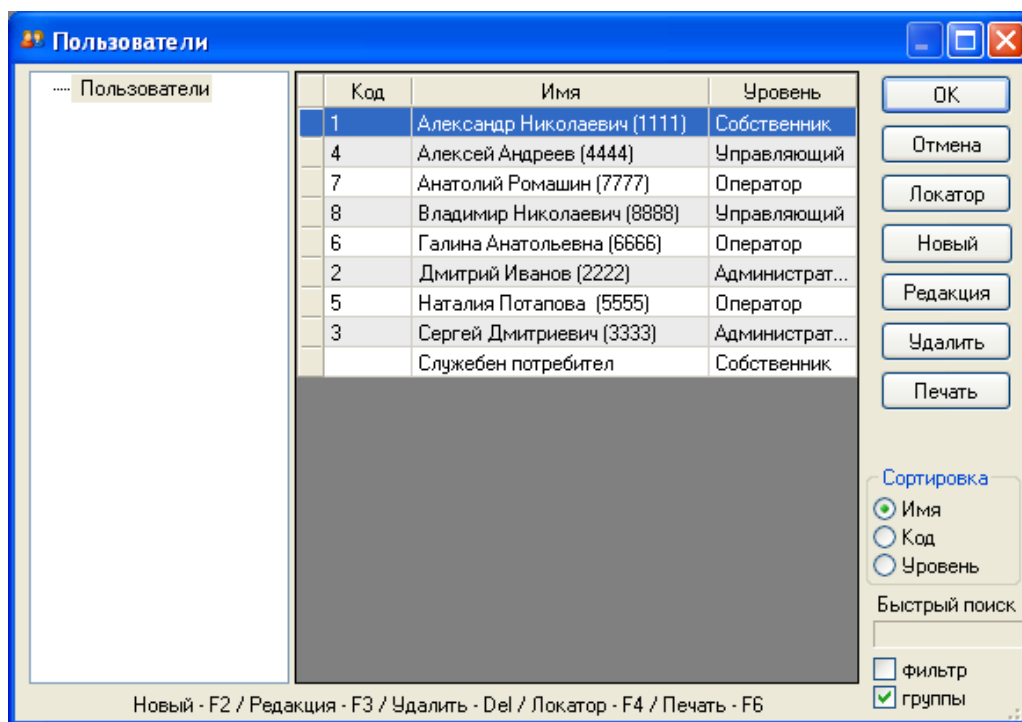 Пользователи
Пользователи
Код Имя Уровень
1 Александр Николаевич (1111) Собственник
4 Алексей Андреев (4444) Управляющий
7 Анатолий Ромашин (7777) Оператор
8 Владимир Николаевич (8888) Управляющий
6 Галина Анатольевна (6666) Оператор
2 Дмитрий Иванов (2222) Администрат...
5 Наталия Потапова (5555) Оператор
3 Сергей Дмитриевич (3333) Администрат...
Служебен потребител Собственник
OK
Отмена
Локатор
Новый
Редакция
Удалить
Печать
Сортировка
Имя
Код
Уровень
Быстрый поиск
фильтр
группы
Новый - F2 / Редакция - F3 / Удалить - Del / Локатор - F4 / Печать - F6